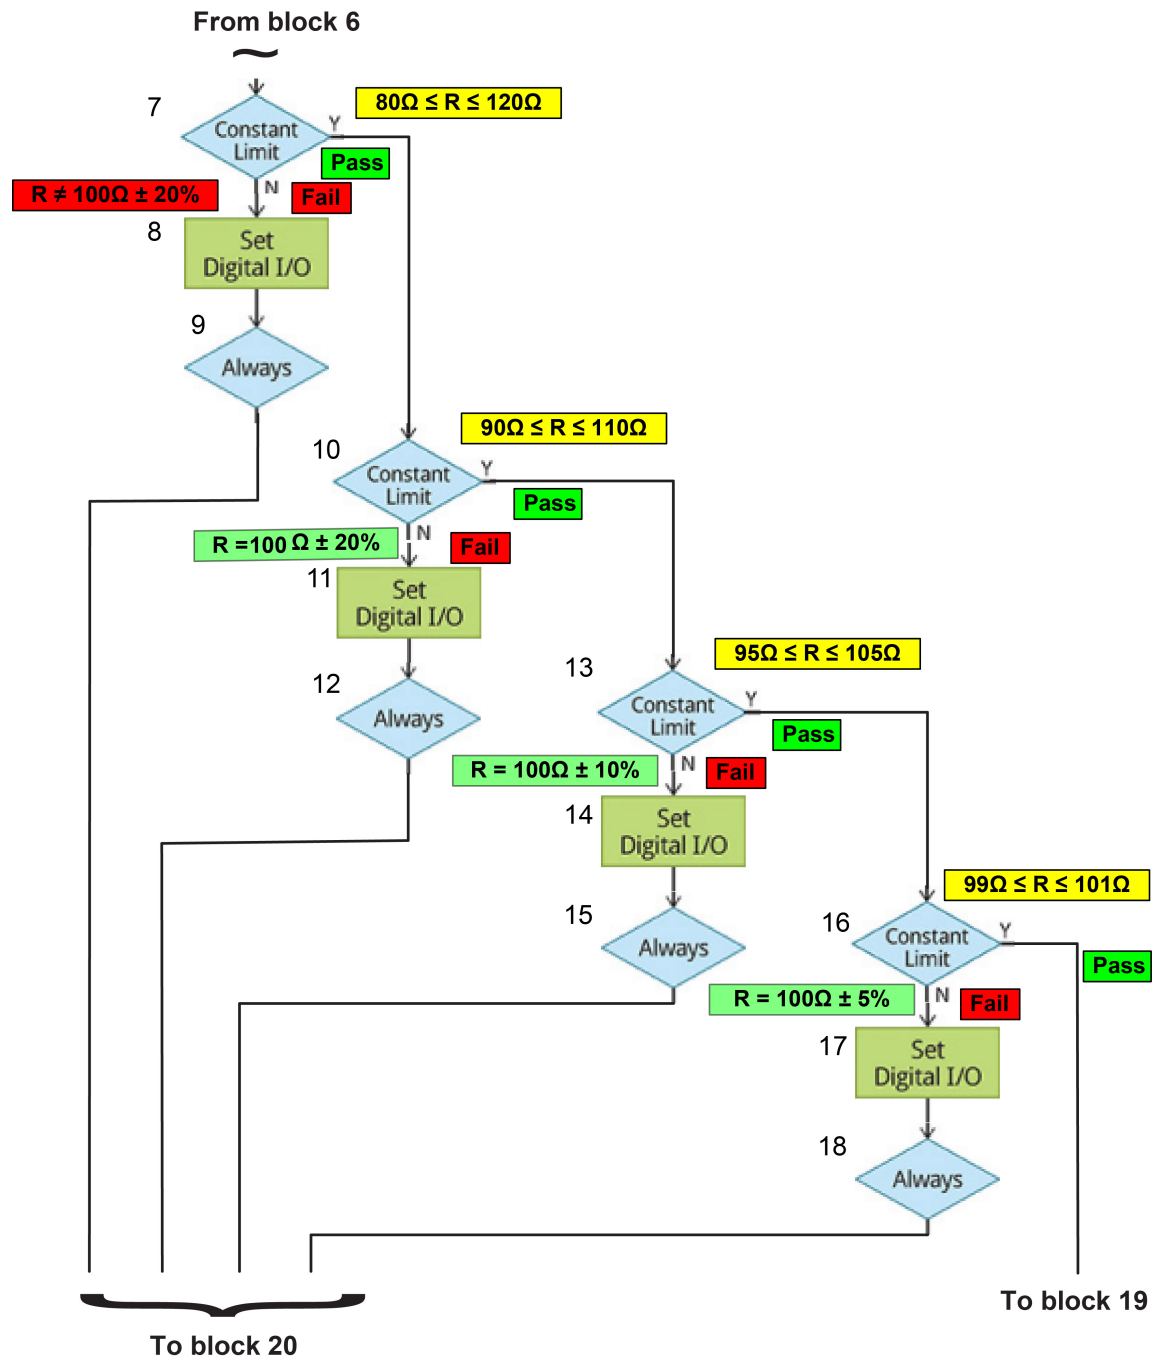 From block 6
7
80Ω ≤ R ≤ 120Ω
Constant
Limit
Y
Pass
R ≠ 100Ω ± 20%
N
Fail
8
Set
Digital I/O
9
Always
90Ω ≤ R ≤ 110Ω
10
Constant
Limit
Y
Pass
R =100 Ω ± 20%
N
Fail
11
Set
Digital I/O
12
Always
95Ω ≤ R ≤ 105Ω
13
Constant
Limit
Y
Pass
R = 100Ω ± 10%
N
Fail
14
Set
Digital I/O
15
Always
99Ω ≤ R ≤ 101Ω
16
Constant
Limit
Y
Pass
R = 100Ω ± 5%
N
Fail
17
Set
Digital I/O
18
Always
To block 19
To block 20